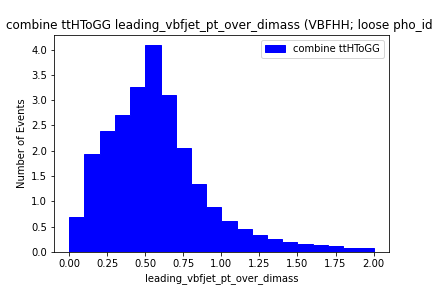 combine ttHToGG leading_vbfjet_pt_over_dimass (VBFHH; loose pho_id
combine ttHToGG
4.0
3.5
3.0
2.5
2.0
1.5
1.0
0.5
0.0
Number of Events
0.00 0.25 0.50 0.75 1.00 1.25 1.50 1.75 2.00
leading_vbfjet_pt_over_dimass